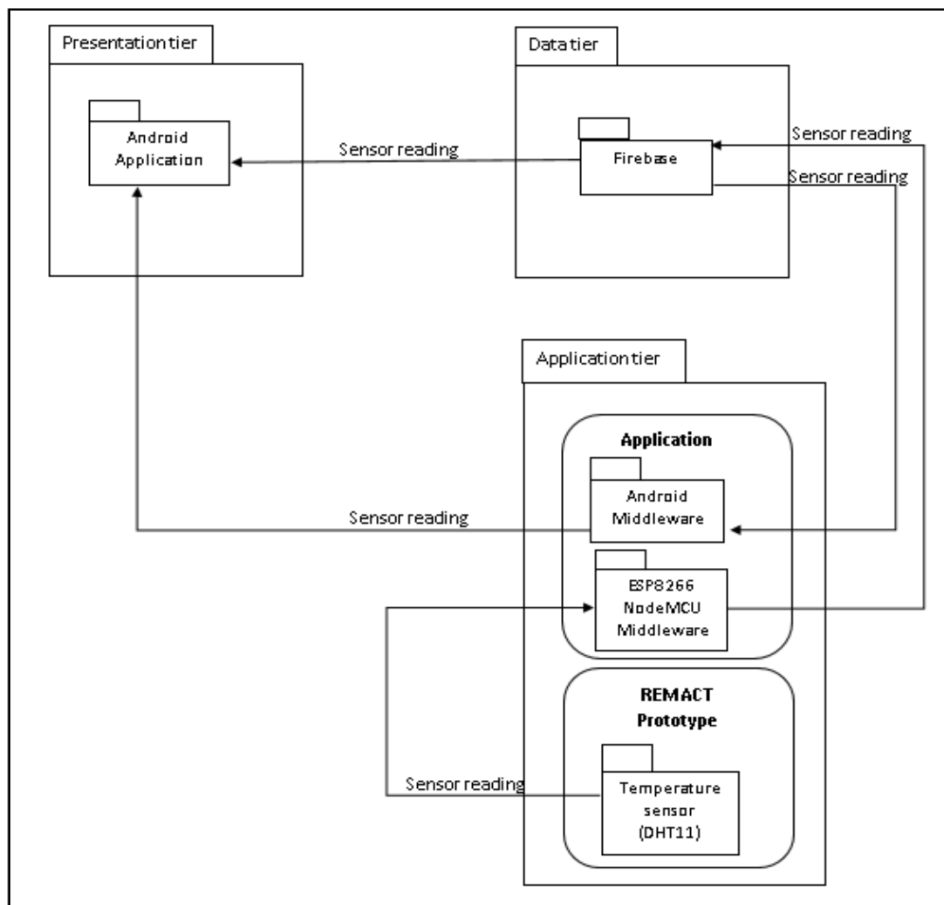 Presentation tier
Data tier
Android
Application
Sensor reading
Firebase
Sensor reading
Sensor reading
Application tier
Application
Android
Middleware
Sensor reading
ESP8266
NodeMCU
Middleware
REMACT
Prototype
Sensor reading
Temperature
sensor
(DHT11)